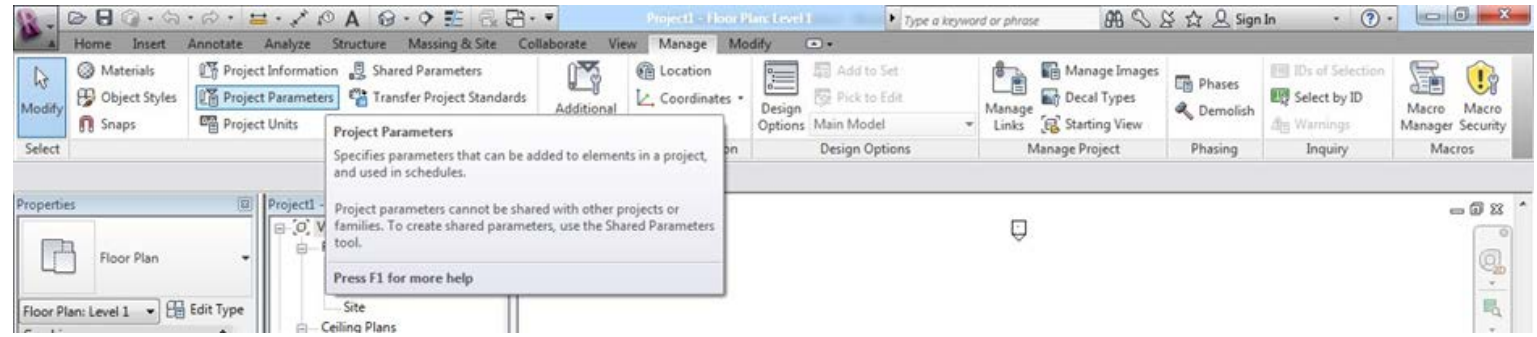 Project1 - Floor Plan: Level 1
Type a keyword or phrase
Sign In
Home Insert Annotate Analyze Structure Massing & Site Collaborate View Manage Modify
Materials Project Information Shared Parameters Location Add to Set Manage Images Phases IDs of Selection
Modify Object Styles Project Parameters Transfer Project Standards Additional Coordinates Design Options Pick to Edit Manage Links Decal Types Demolish Select by ID Macro Manager Macro Security
Snaps Project Units Main Model Starting View Warnings
Select Design Options Manage Project Phasing Inquiry Macros
Project Parameters
Specifies parameters that can be added to elements in a project,
and used in schedules.
Project parameters cannot be shared with other projects or
families. To create shared parameters, use the Shared Parameters
tool.
Press F1 for more help
Properties
Project1 -
Floor Plan
2D
Floor Plan: Level 1 Edit Type
Site
Ceiling Plans